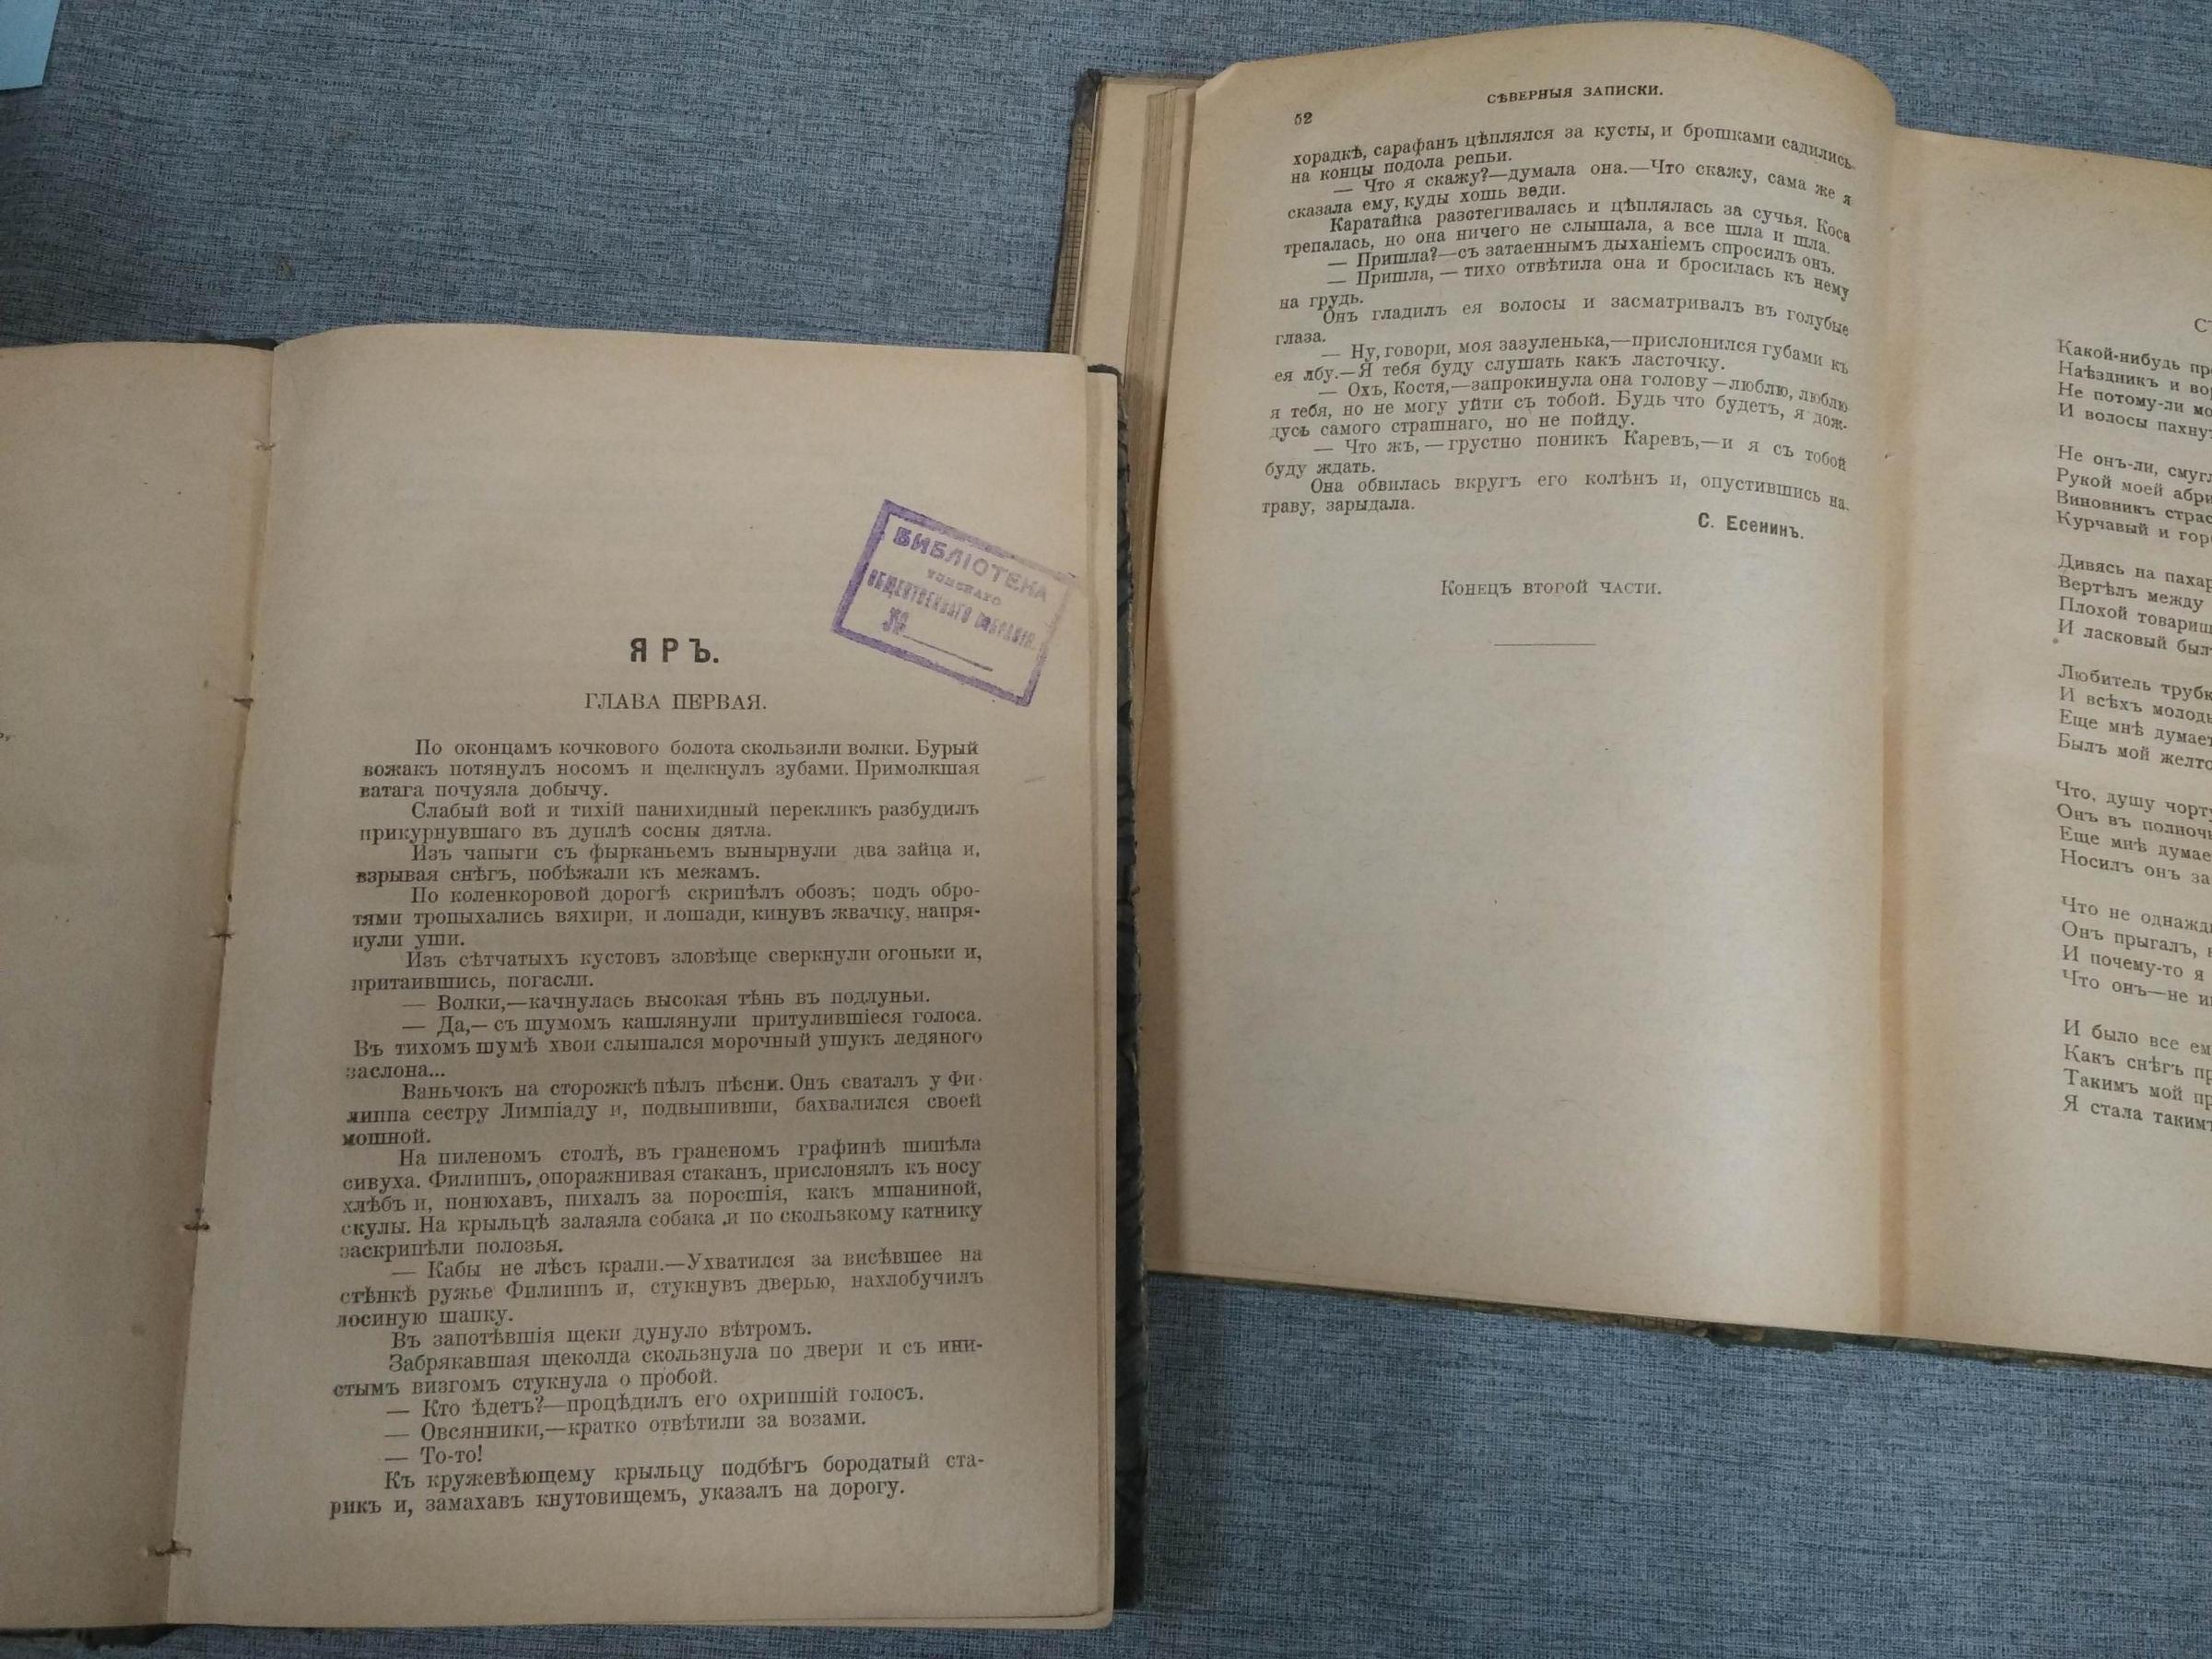 ЯРЪ.
ГЛАВА ПЕРВАЯ.
По оконцамъ кочкового болота скользили волки. Бурый
вожакъ потянулъ носомъ и щелкнулъ зубами. Примолкшая
ватага почуяла добычу.
Слабый вой и тихій панихидный перекликъ разбудилъ
прикурнувшаго въ дуплѣ сосны дятла.
Изъ чапыги съ фырканьемъ вынырнули два зайца и,
взрывая снѣгъ, побѣжали къ межамъ.
По коленкоровой дорогѣ скрипѣлъ обозъ; подъ обро-
тями тропыхались вяхири, и лошади, кинувъ жвачку, напря-
нули уши.
Изъ сѣтчатыхъ кустовъ зловѣще сверкнули огоньки и,
притаившись, погасли.
— Волки,—качнулась высокая тѣнь въ подлуньи.
— Да,— съ шумомъ кашлянули притулившіеся голоса.
Въ тихомъ шумѣ хвои слышался морочный ушукъ ледяного
заслона...
Ваньчокъ на сторожкѣ пѣлъ пѣсни. Онъ сваталъ у Фи-
липпа сестру Лимпіаду и, подвыпивши, бахвалился своей
мошной.
На пиленомъ столѣ, въ граненомъ графинѣ шипѣла
сивуха. Филиппъ, опоражнивая стаканъ, прислонялъ къ носу
хлѣбъ и, понюхавъ, пихалъ за поросшія, какъ мшаниной,
скулы. На крыльцѣ залаяла собака и по скользкому катнику
заскрипѣли полозья.
— Кабы не лѣсъ крали.—Ухватился за висѣвшее на
стѣнкѣ ружье Филиппъ и, стукнувъ дверью, нахлобучилъ
лосиную шапку.
Въ запотѣвшія щеки дунуло вѣтромъ.
Забрякавшая щеколда скользнула по двери и съ ини-
стымъ визгомъ стукнула о пробой.
— Кто ѣдетъ?—процѣдилъ его охрипшій голосъ.
— Овсянники,—кратко отвѣтили за возами.
— То-то!
Къ кружевѣющему крыльцу подбѣгъ бородатый ста-
рикъ и, замахавъ кнутовищемъ, указалъ на дорогу.
БИБЛІОТЕКА
ТОМСКАГО
ОБЩЕСТВЕННАГО СОБРАНІЯ
№
52
СѢВЕРНЫЯ ЗАПИСКИ.
хорадкѣ, сарафанъ цѣплялся за кусты, и брошками садились
на концы подола репьи.
— Что я скажу?—думала она.—Что скажу, сама же я
сказала ему, куды хошь веди.
Каратайка разстегивалась и цѣплялась за сучья. Коса
трепалась, но она ничего не слышала, а все шла и шла.
— Пришла?—съ затаеннымъ дыханіемъ спросилъ онъ.
— Пришла, — тихо отвѣтила она и бросилась къ нему
на грудь.
Онъ гладилъ ея волосы и засматривалъ въ голубые
глаза.
— Ну, говори, моя зазуленька,—прислонился губами къ
ея лбу.—Я тебя буду слушать какъ ласточку.
— Охъ, Костя,—запрокинула она голову—люблю, люблю
я тебя, но не могу уйти съ тобой. Будь что будетъ, я дож-
дусь самого страшнаго, но не пойду.
— Что жъ, — грустно поникъ Каревъ,—и я съ тобой
буду ждать.
Она обвилась вкругъ его колѣнъ и, опустившись на
траву, зарыдала.
С. Есенинъ.
Конецъ второй части.
Какой-нибудь
Наѣздникъ и
Не потому-ли
И волосы
Не онъ-ли,
Рукой моей
Виновникъ
Курчавый и
Дивясь на
Вертѣлъ между
Плохой
И ласковый
Любитель
И всѣхъ
Еще мнѣ
Былъ мой
Что, душу
Онъ въ
Еще мнѣ
Носилъ онъ
Что не
Онъ прыгалъ,
И почему-то я
Что онъ—не
И было все
Какъ снѣгъ
Такимъ мой
Я стала